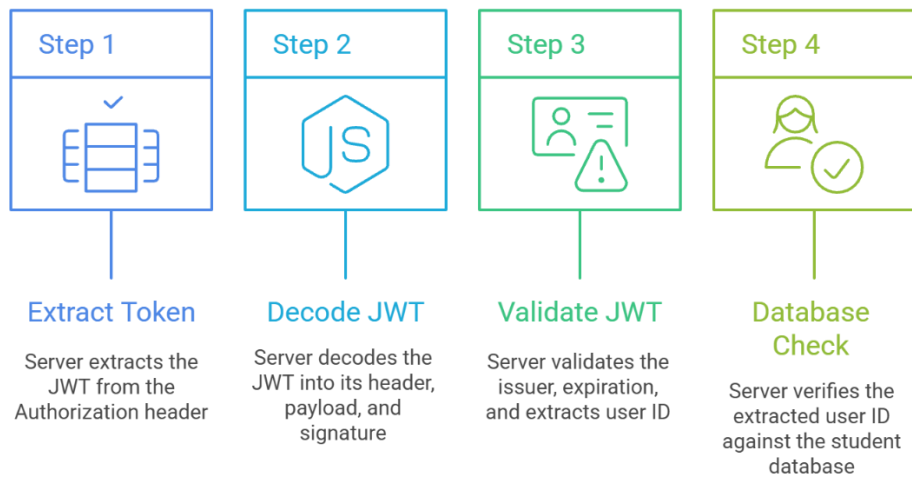 Step 1
Step 2
Step 3
Step 4
JS
Extract Token
Server extracts the
JWT from the
Authorization header
Decode JWT
Server decodes the
JWT into its header,
payload, and
signature
Validate JWT
Server validates the
issuer, expiration,
and extracts user ID
Database
Check
Server verifies the
extracted user ID
against the student
database